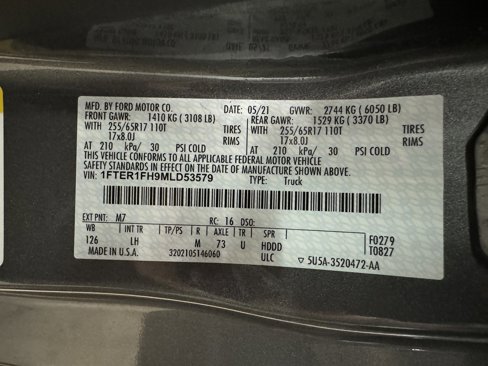 MFD. BY FORD MOTOR CO. DATE: 05/21 GVWR: 2744 KG ( 6050 LB)
FRONT GAWR: 1410 KG ( 3108 LB) REAR GAWR: 1529 KG ( 3370 LB)
WITH 255/65R17 110T TIRES WITH 255/65R17 110T TIRES
17x8.0J RIMS 17x8.0J RIMS
AT 210 kPa/ 30 PSI COLD AT 210 kPa/ 30 PSI COLD
THIS VEHICLE CONFORMS TO ALL APPLICABLE FEDERAL MOTOR VEHICLE
SAFETY STANDARDS IN EFFECT ON THE DATE OF MANUFACTURE SHOWN ABOVE.
VIN: 1FTER1FH9MLD53579 TYPE: Truck
EXT PNT: M7 RC: 16 DSO:
WB INT TR TP/PS R AXLE TR SPR F0279
126 LH M 73 U HDDD T0827
MADE IN U.S.A. 3202105146060 ULC ▽ 5U5A-3520472-AA